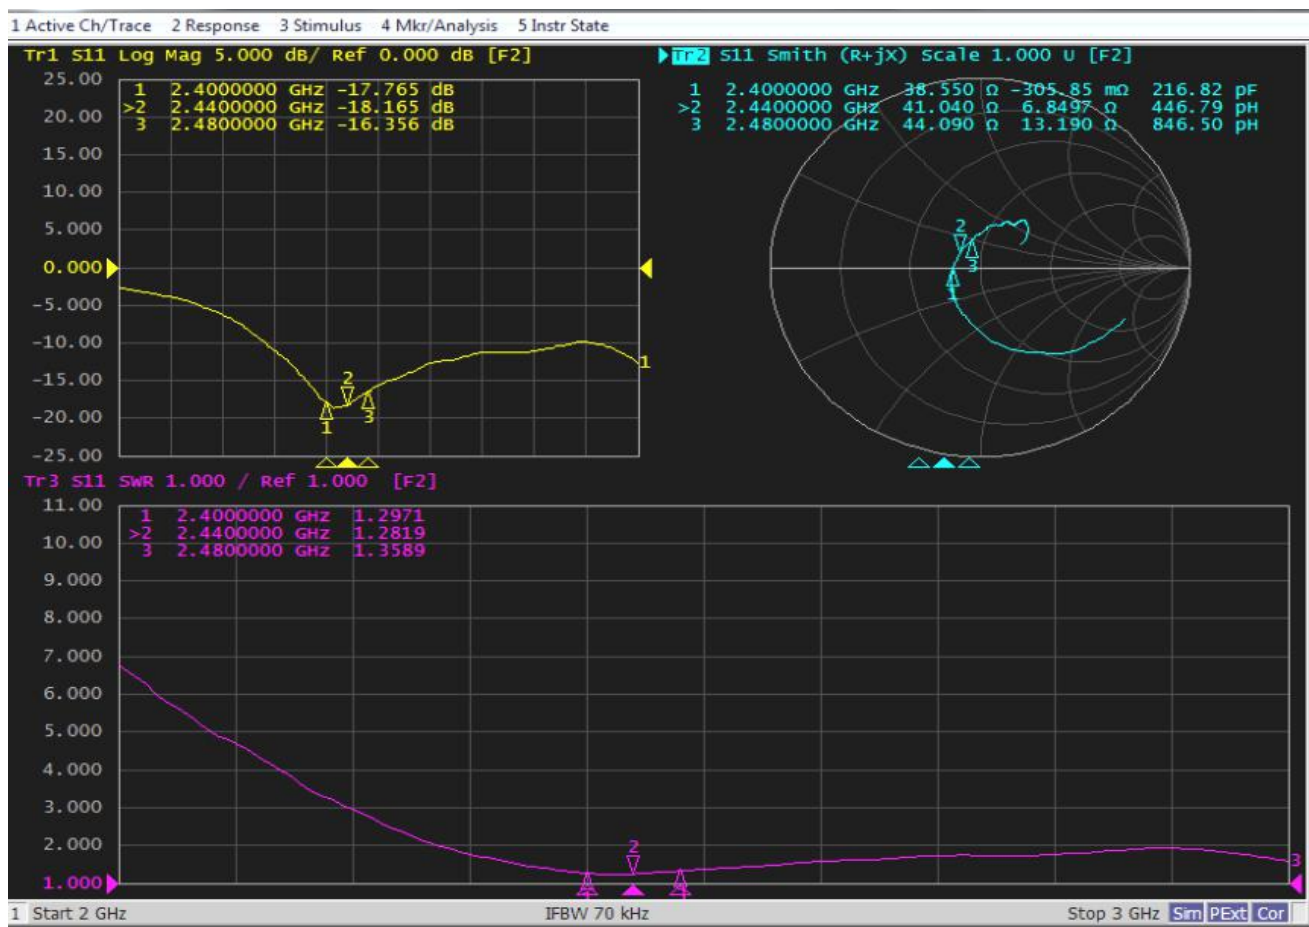 1 Active Ch/Trace 2 Response 3 Stimulus 4 Mkr/Analysis 5 Instr State
Tr1 S11 Log Mag 5.000 dB/ Ref 0.000 dB [F2]
25.00
20.00
15.00
10.00
5.000
0.000
-5.000
-10.00
-15.00
-20.00
-25.00
1 2.4000000 GHz -17.765 dB
>2 2.4400000 GHz -18.165 dB
3 2.4800000 GHz -16.356 dB
1
2
3
1
Tr2 S11 Smith (R+jX) Scale 1.000 U [F2]
1 2.4000000 GHz 38.550 Ω -305.85 mΩ 216.82 pF
>2 2.4400000 GHz 41.040 Ω 6.8497 Ω 446.79 pH
3 2.4800000 GHz 44.090 Ω 13.190 Ω 846.50 pH
2
3
1
Tr3 S11 SWR 1.000 / Ref 1.000 [F2]
11.00
10.00
9.000
8.000
7.000
6.000
5.000
4.000
3.000
2.000
1.000
1 2.4000000 GHz 1.2971
>2 2.4400000 GHz 1.2819
3 2.4800000 GHz 1.3589
2
3
1 Start 2 GHz IFBW 70 kHz Stop 3 GHz Sim PExt Cor